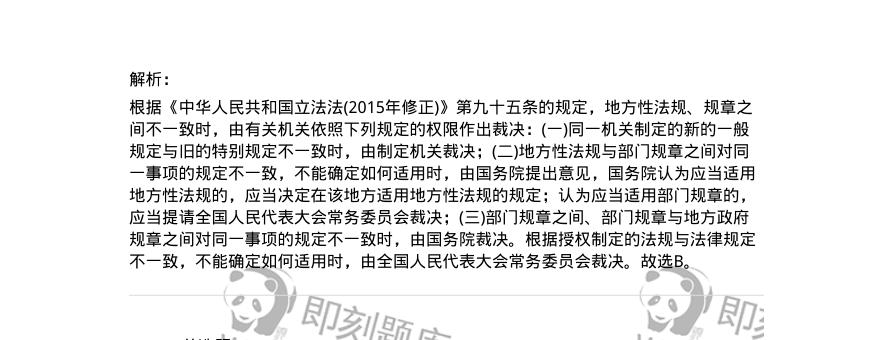 解析：
根据《中华人民共和国立法法(2015年修正)》第九十五条的规定，地方性法规、规章之
间不一致时，由有关机关依照下列规定的权限作出裁决：(一)同一机关制定的新的一般
规定与旧的特别规定不一致时，由制定机关裁决；(二)地方性法规与部门规章之间对同
一事项的规定不一致，不能确定如何适用时，由国务院提出意见，国务院认为应当适用
地方性法规的，应当决定在该地方适用地方性法规的规定；认为应当适用部门规章的，
应当提请全国人民代表大会常务委员会裁决；(三)部门规章之间、部门规章与地方政府
规章之间对同一事项的规定不一致时，由国务院裁决。根据授权制定的法规与法律规定
不一致，不能确定如何适用时，由全国人民代表大会常务委员会裁决。故选B。
即刻题库
即刻